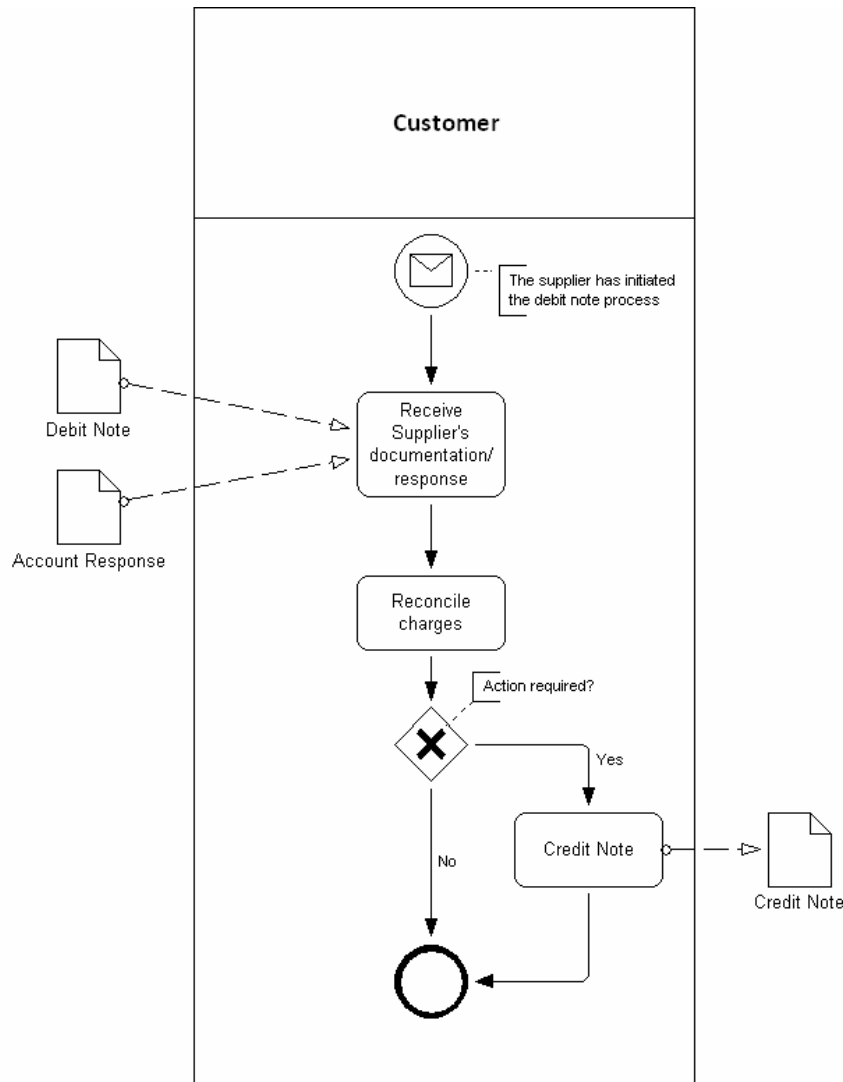 Customer
The supplier has initiated
the debit note process
Debit Note
Receive
Supplier's
documentation/
response
Account Response
Reconcile
charges
Action required?
Yes
Credit Note
No
Credit Note